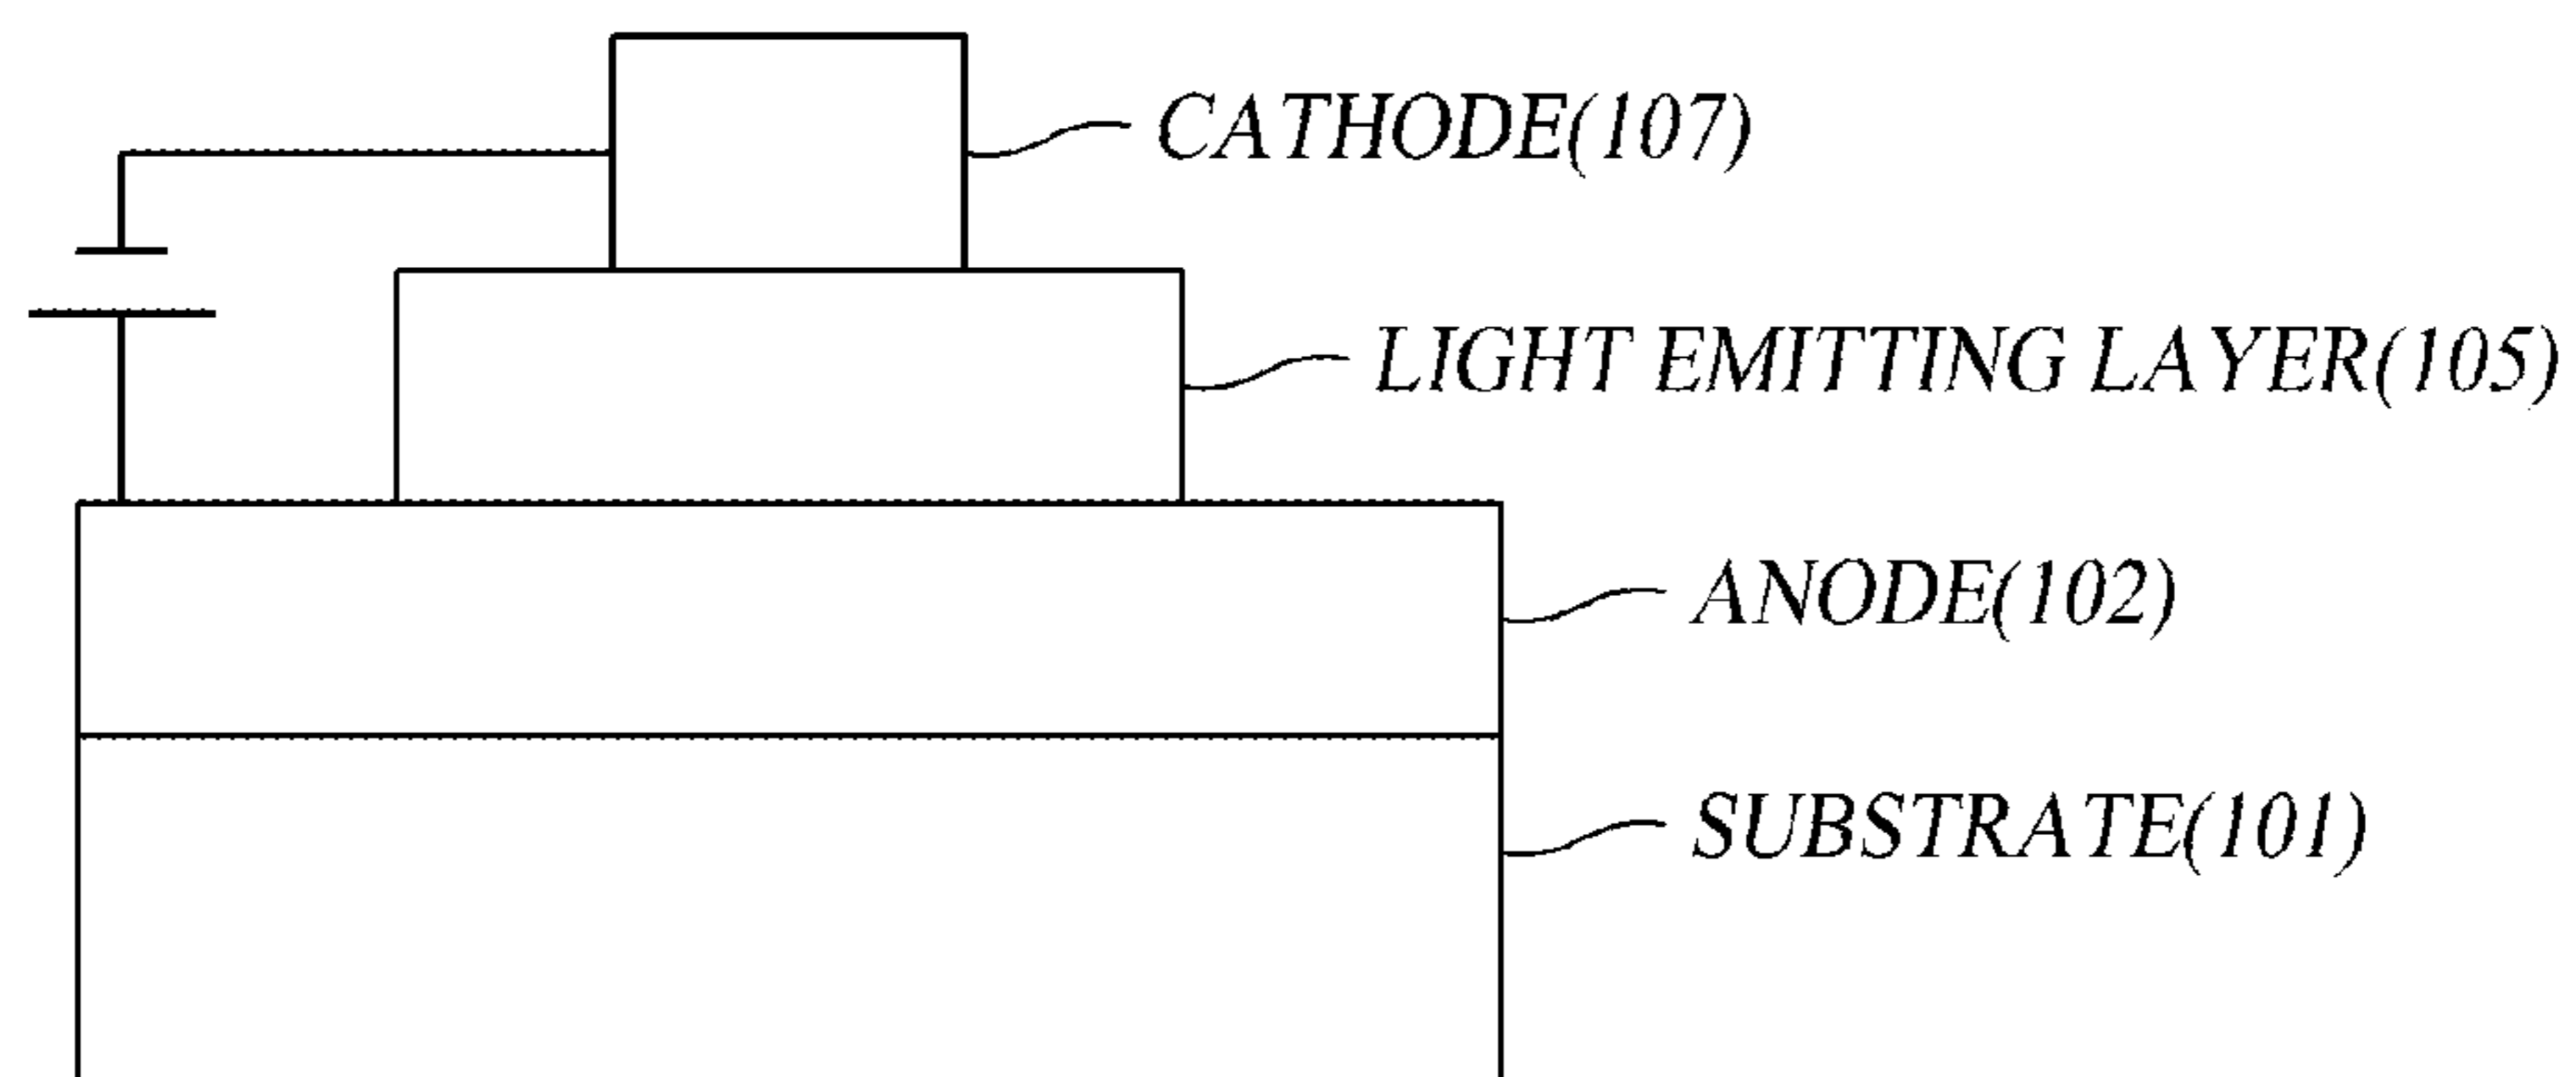 CATHODE(107)
LIGHT EMITTING LAYER(105)
ANODE(102)
SUBSTRATE(101)